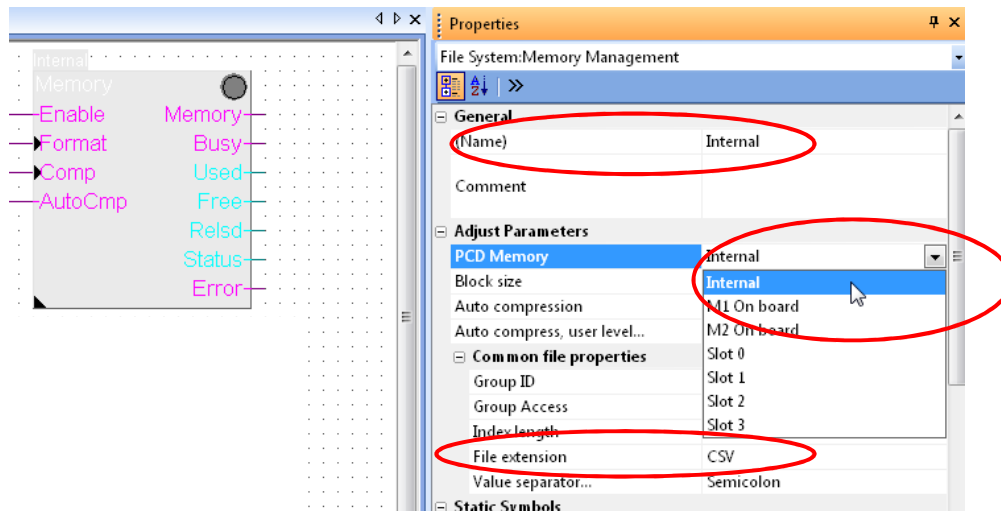 Properties
File System:Memory Management
Internal
Memory
Enable Memory
Format Busy
Comp Used
AutoCmp Free
Relsd
Status
Error
General
(Name) Internal
Comment
Adjust Parameters
PCD Memory Internal
Block size Internal
Auto compression M1 On board
Auto compress, user level... M2 On board
Common file properties Slot 0
Group ID Slot 1
Group Access Slot 2
Index length Slot 3
File extension CSV
Value separator... Semicolon
Static Symbols